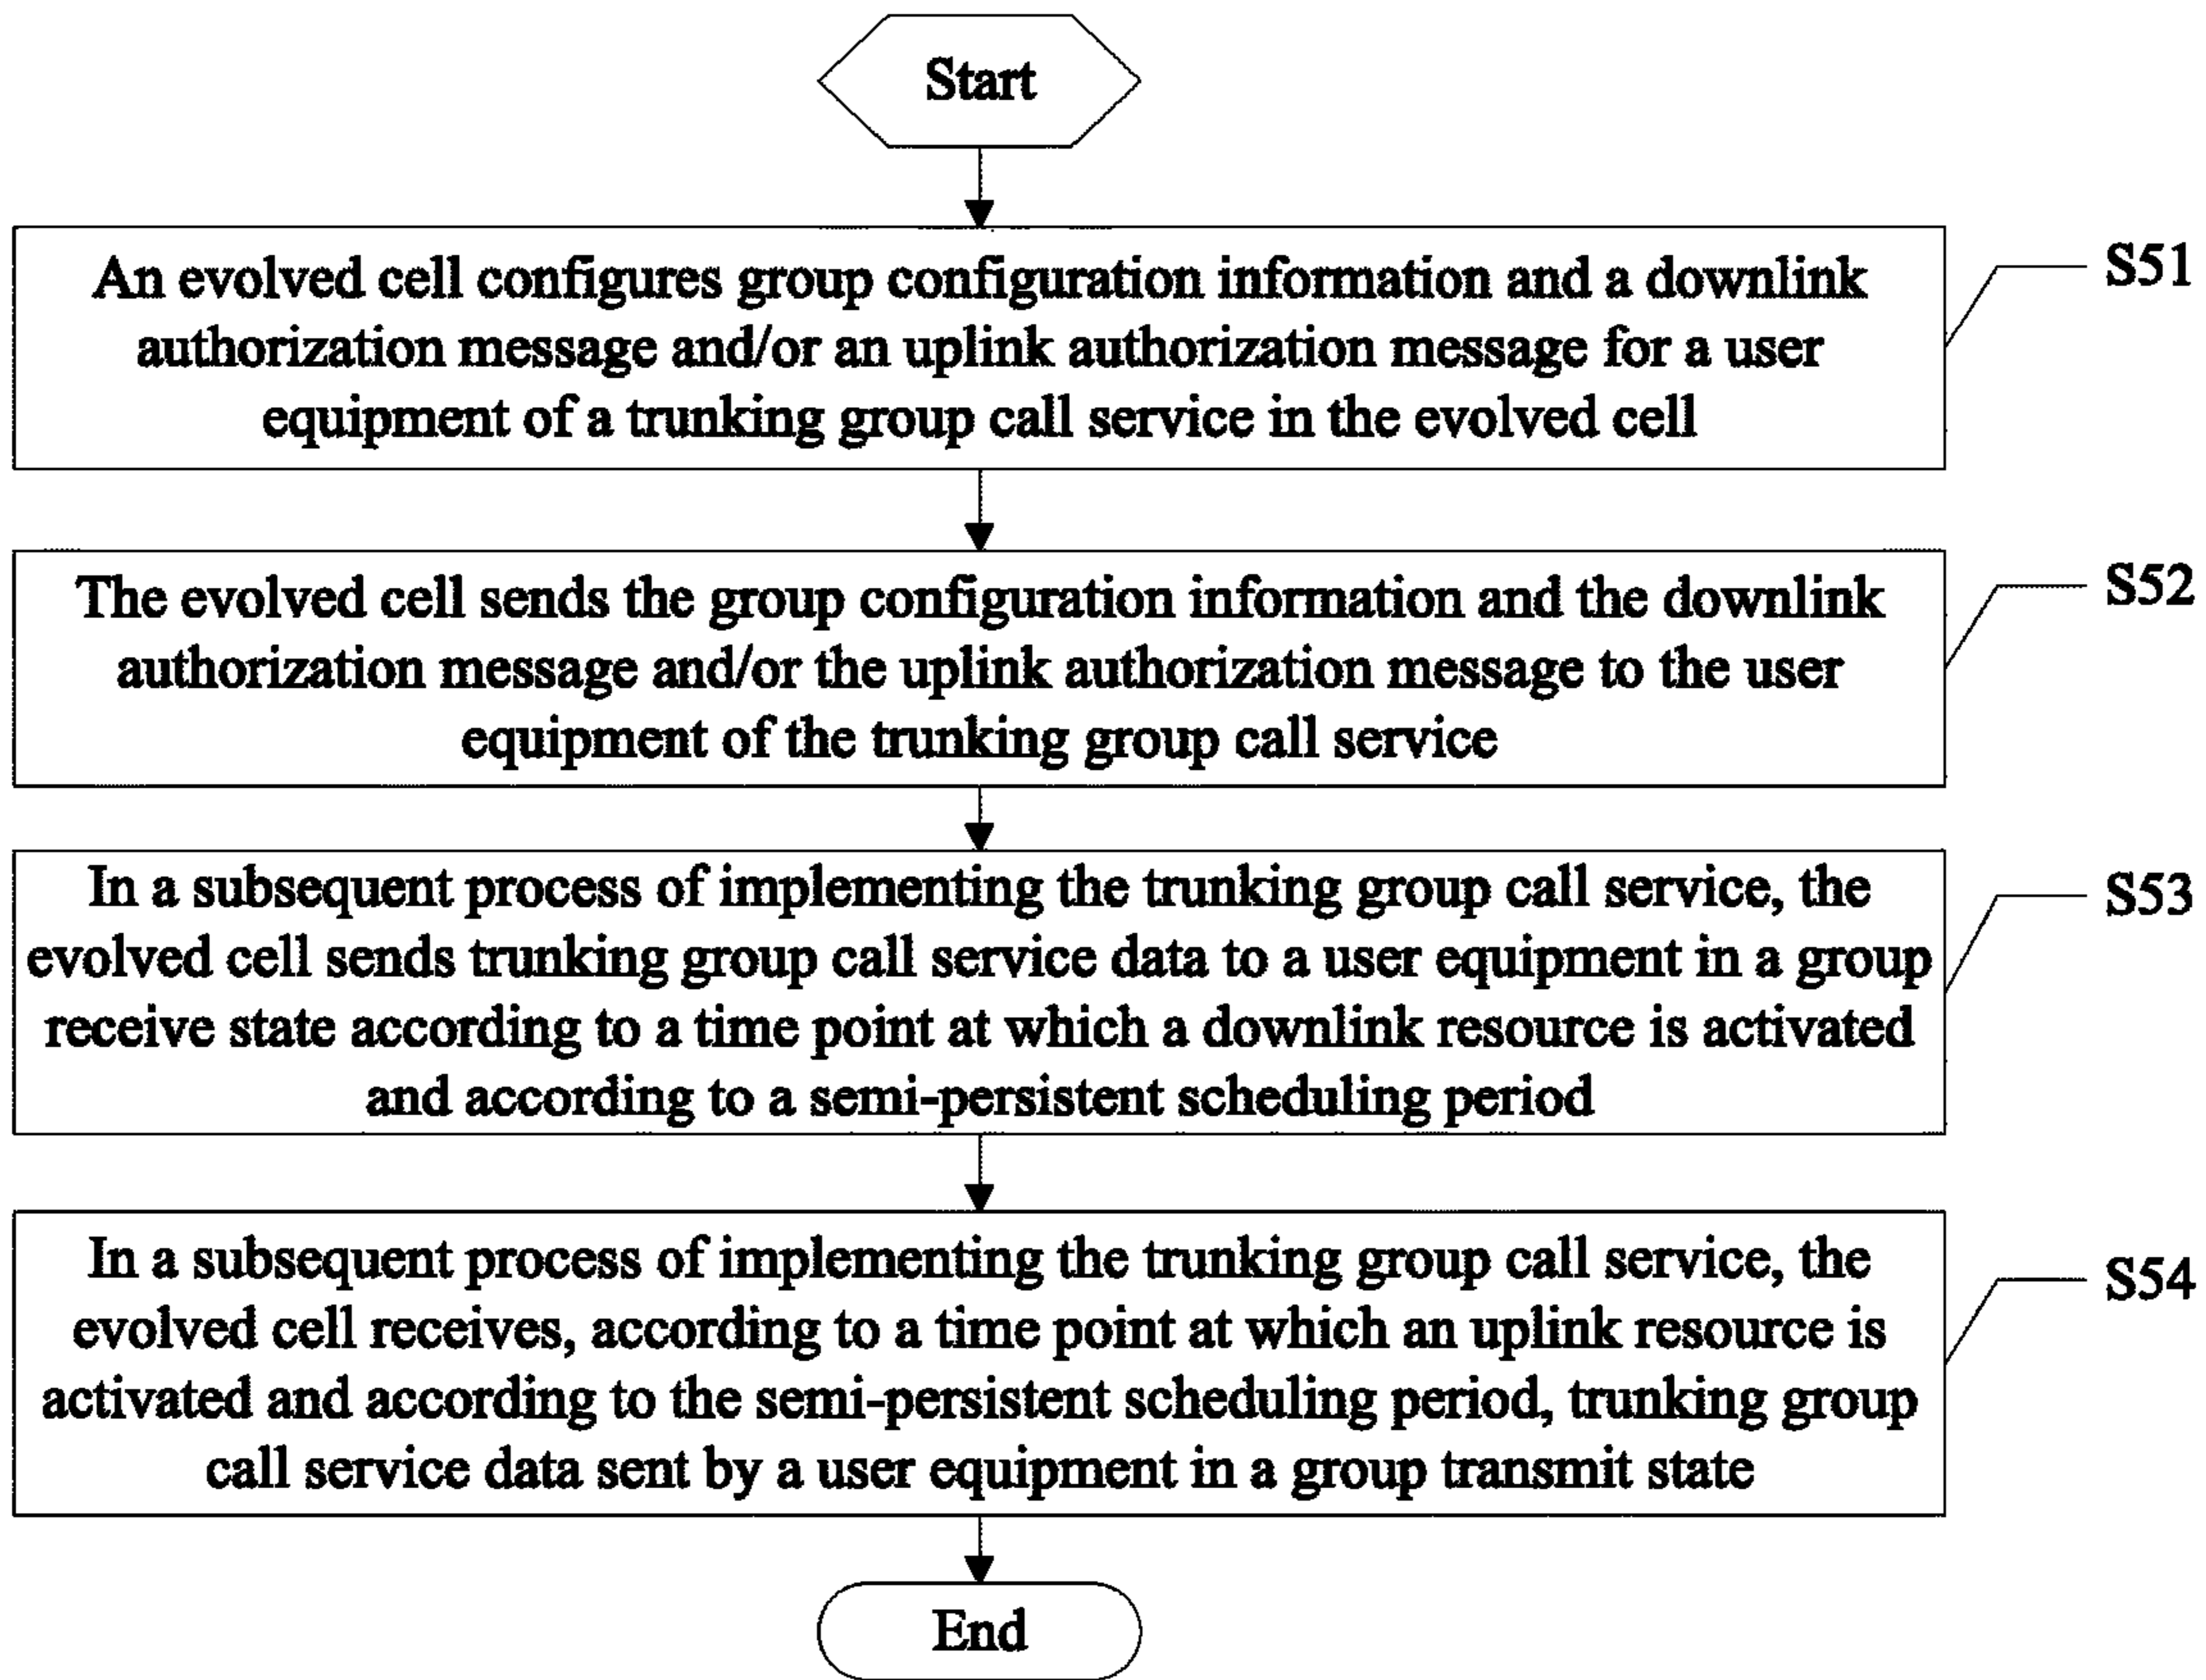 Start
An evolved cell configures group configuration information and a downlink
authorization message and/or an uplink authorization message for a user
equipment of a trunking group call service in the evolved cell
S51
The evolved cell sends the group configuration information and the downlink
authorization message and/or the uplink authorization message to the user
equipment of the trunking group call service
S52
In a subsequent process of implementing the trunking group call service, the
evolved cell sends trunking group call service data to a user equipment in a group
receive state according to a time point at which a downlink resource is activated
and according to a semi-persistent scheduling period
S53
In a subsequent process of implementing the trunking group call service, the
evolved cell receives, according to a time point at which an uplink resource is
activated and according to the semi-persistent scheduling period, trunking group
call service data sent by a user equipment in a group transmit state
S54
End